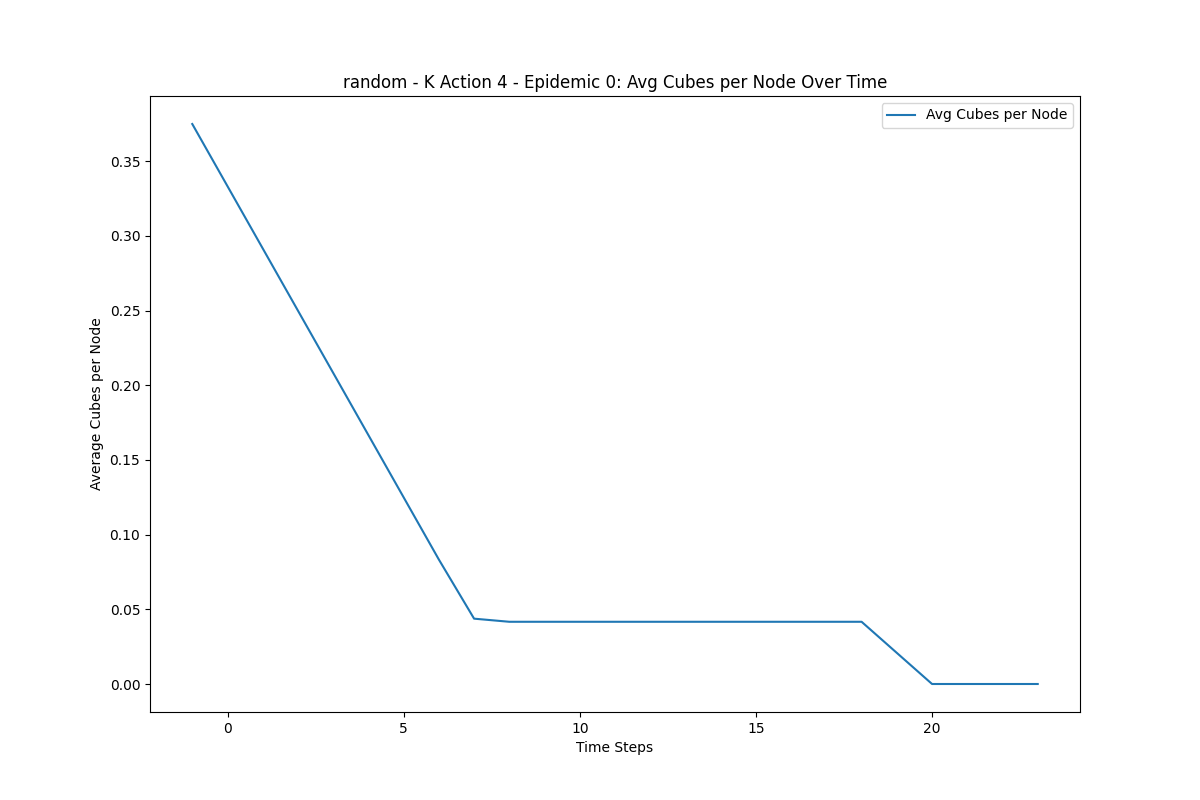 random - K Action 4 - Epidemic 0: Avg Cubes per Node Over Time
Avg Cubes per Node
Average Cubes per Node
0.35
0.30
0.25
0.20
0.15
0.10
0.05
0.00
0 5 10 15 20
Time Steps